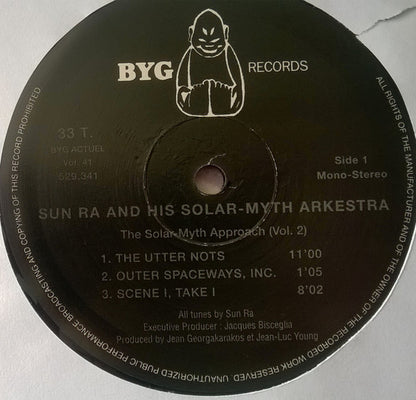 BYG RECORDS
33 T.
BYG ACTUEL
Vol. 41
529.341
Side 1
Mono-Stereo
SUN RA AND HIS SOLAR-MYTH ARKESTRA
The Solar-Myth Approach (Vol. 2)
1. THE UTTER NOTS 11'00
2. OUTER SPACEWAYS, INC. 1'05
3. SCENE I, TAKE I 8'02
All tunes by Sun Ra
Executive Producer : Jacques Bisceglia
Produced by Jean Georgakarakos et Jean-Luc Young
ALL RIGHTS OF THE MANUFACTURER AND OF THE OWNER OF THE RECORDED WORK RESERVED. UNAUTHORIZED PUBLIC PERFORMANCE BROADCASTING AND COPYING OF THIS RECORD PROHIBITED